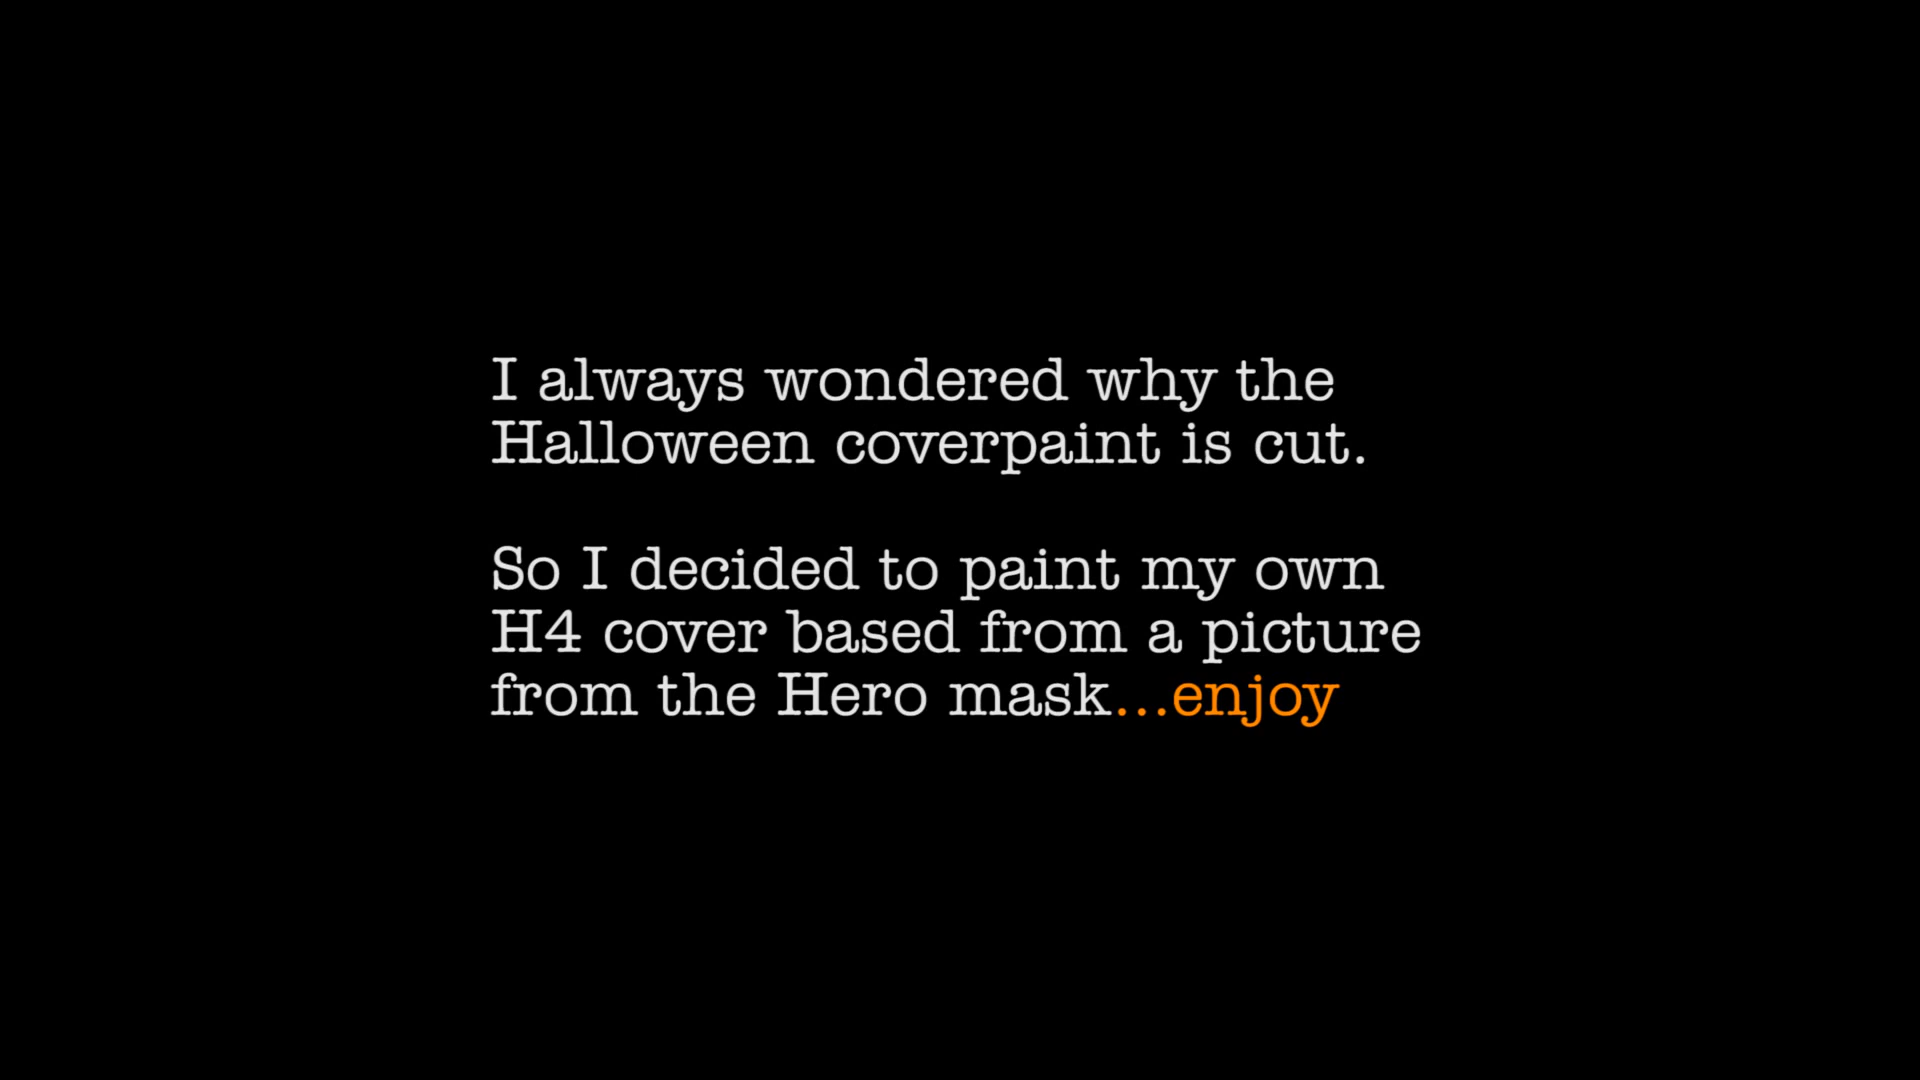 I always wondered why the
Halloween coverpaint is cut.
So I decided to paint my own
H4 cover based from a picture
from the Hero mask...enjoy